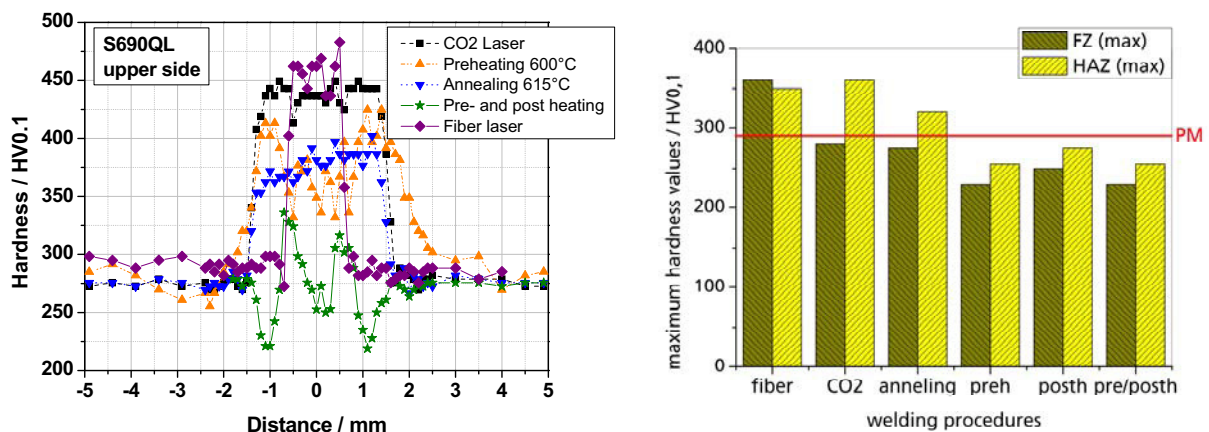 S690QL
upper side
CO2 Laser
Preheating 600°C
Annealing 615°C
Pre- and post heating
Fiber laser
Hardness / HV0.1
500
450
400
350
300
250
200
-5 -4 -3 -2 -1 0 1 2 3 4 5
Distance / mm
FZ (max)
HAZ (max)
maximum hardness values / HV0,1
400
300
200
100
0
PM
fiber CO2 anneling preh posth pre/posth
welding procedures